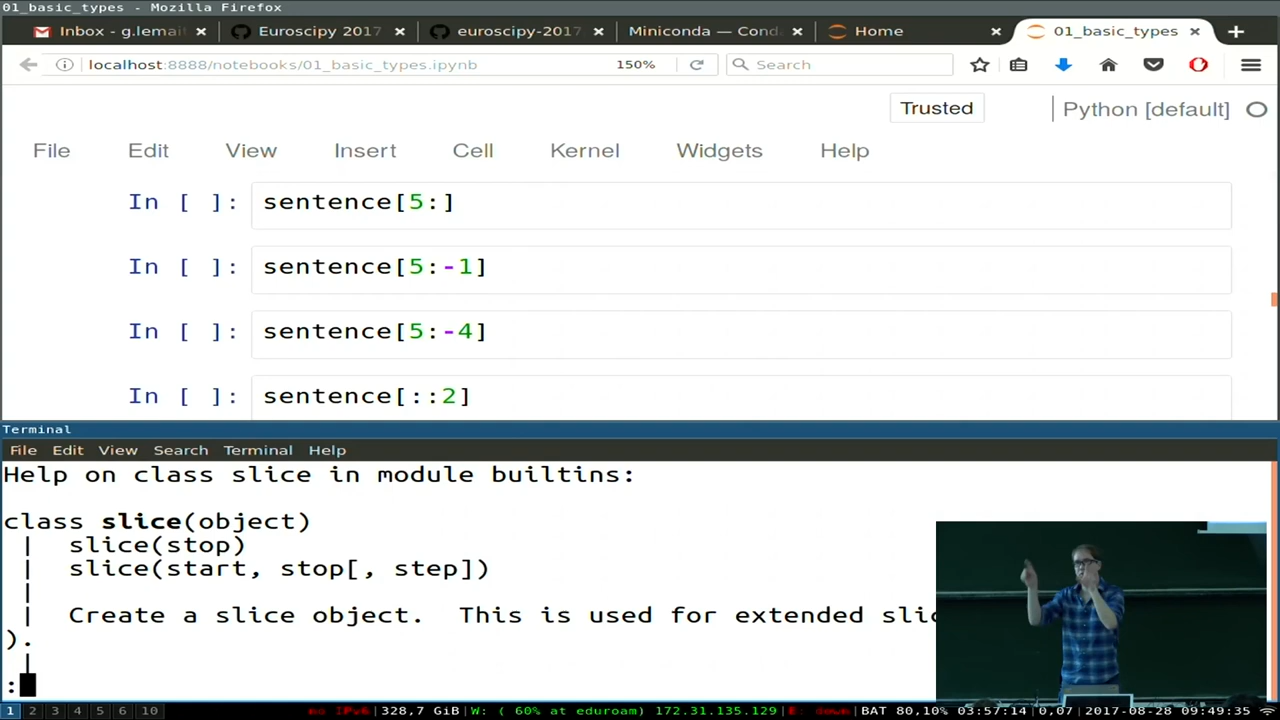 01_basic_types - Mozilla Firefox
Inbox - g.lemait × Euroscipy 2017 × euroscipy-2017 × Miniconda — Cond × Home × 01_basic_types ×
localhost:8888/notebooks/01_basic_types.ipynb 150% Search
Trusted Python [default]
File Edit View Insert Cell Kernel Widgets Help
In [ ]: sentence[5:]
In [ ]: sentence[5:-1]
In [ ]: sentence[5:-4]
In [ ]: sentence[::2]
Terminal
File Edit View Search Terminal Help
Help on class slice in module builtins:
class slice(object)
| slice(stop)
| slice(start, stop[, step])
|
| Create a slice object. This is used for extended slic
).
|
:
1 2 3 4 5 6 10 no IPv6|328,7 GiB|W: ( 60% at eduroam) 172.31.135.129|E: down|BAT 80,10% 03:57:14|0,07|2017-08-28 09:49:35